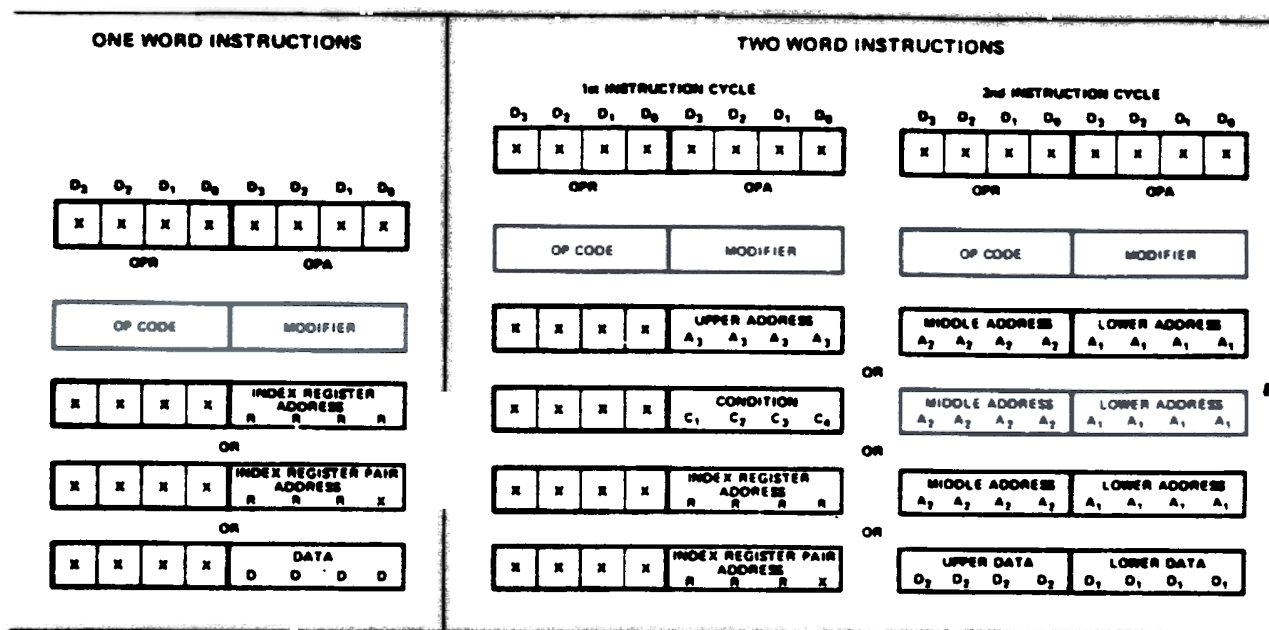 ONE WORD INSTRUCTIONS
D3 D2 D1 D0 D3 D2 D1 D0
X X X X X X X X
OPR OPA
OP CODE MODIFIER
X X X X INDEX REGISTER
ADDRESS
R R R R
OR
X X X X INDEX REGISTER PAIR
ADDRESS
R R R X
OR
X X X X DATA
D D D D
TWO WORD INSTRUCTIONS
1st INSTRUCTION CYCLE 2nd INSTRUCTION CYCLE
D3 D2 D1 D0 D3 D2 D1 D0 D3 D2 D1 D0 D3 D2 D1 D0
X X X X X X X X X X X X X X X X
OPR OPA OPR OPA
OP CODE MODIFIER OP CODE MODIFIER
X X X X UPPER ADDRESS MIDDLE ADDRESS LOWER ADDRESS
A3 A3 A3 A3 A2 A2 A2 A2 A1 A1 A1 A1
OR
X X X X CONDITION MIDDLE ADDRESS LOWER ADDRESS
C1 C2 C3 C4 A2 A2 A2 A2 A1 A1 A1 A1
OR
X X X X INDEX REGISTER MIDDLE ADDRESS LOWER ADDRESS
ADDRESS
R R R R A2 A2 A2 A2 A1 A1 A1 A1
OR
X X X X INDEX REGISTER PAIR UPPER DATA LOWER DATA
ADDRESS
R R R X D2 D2 D2 D2 D1 D1 D1 D1